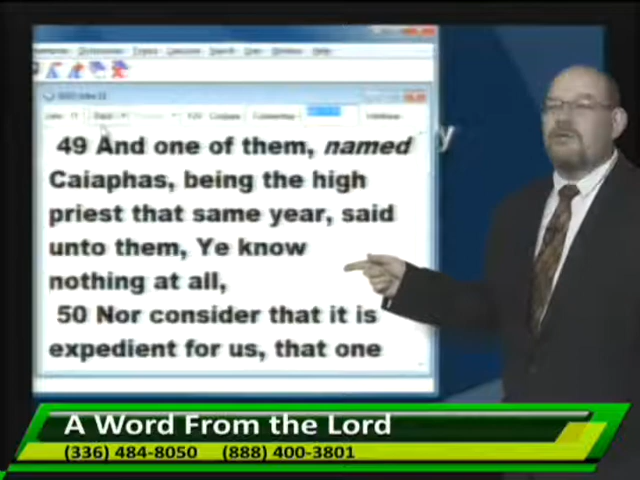 49 And one of them, named
Caiaphas, being the high
priest that same year, said
unto them, Ye know
nothing at all,
50 Nor consider that it is
expedient for us, that one
y
A Word From the Lord
(336) 484-8050 (888) 400-3801